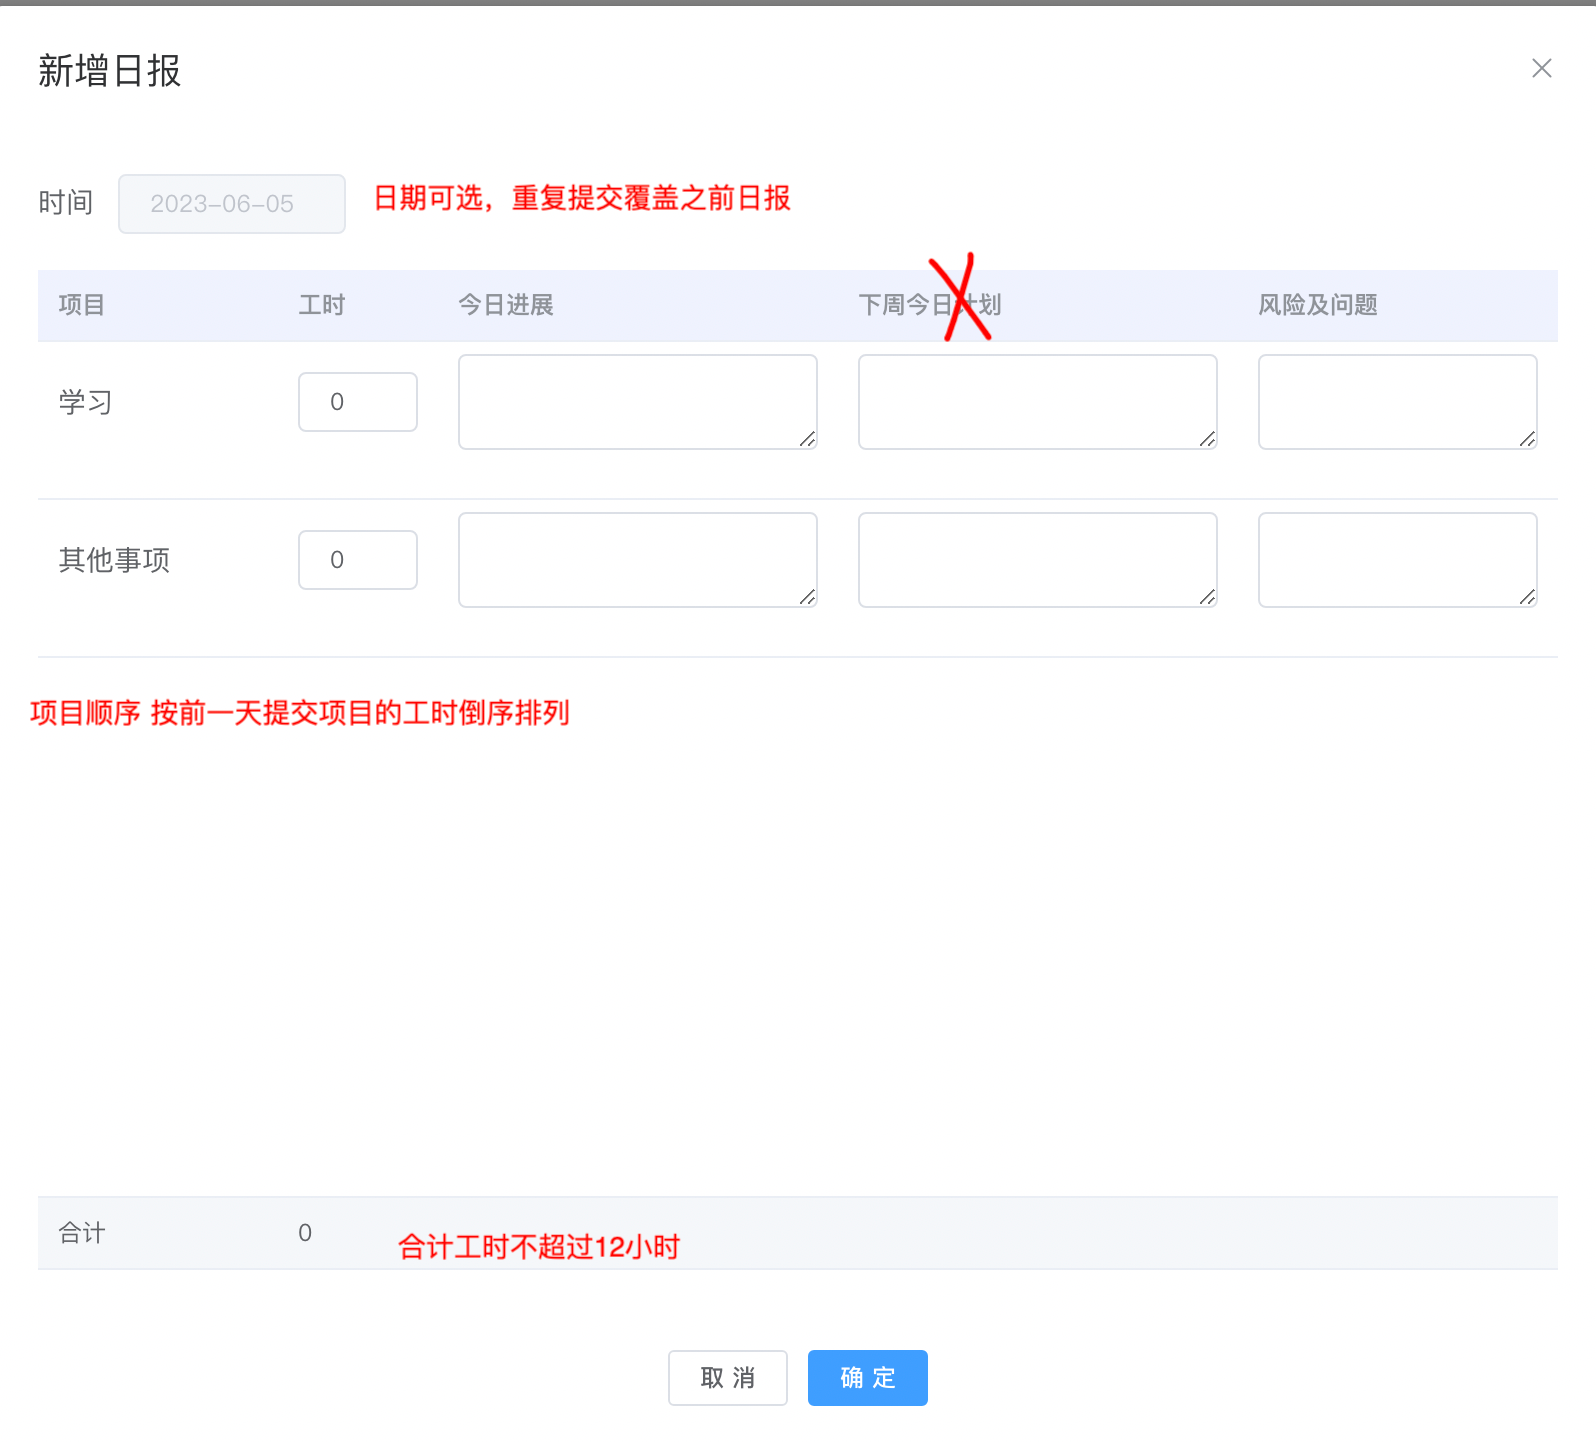 新增日报
时间 2023-06-05 日期可选，重复提交覆盖之前日报
项目 工时 今日进展 下周今日计划 风险及问题
学习 0
其他事项 0
项目顺序 按前一天提交项目的工时倒序排列
合计 0 合计工时不超过12小时
取 消 确 定